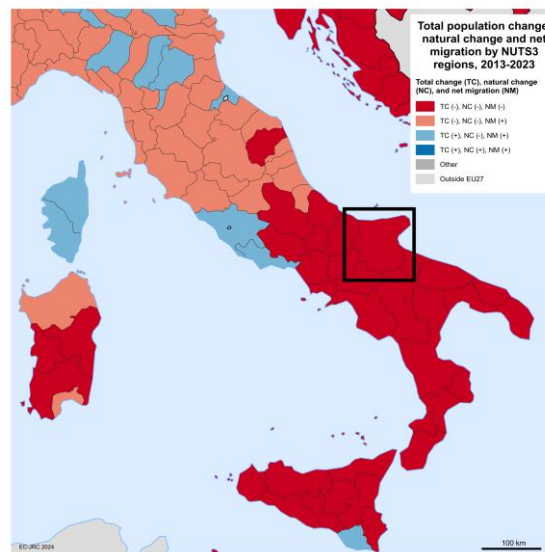 Total population change
natural change and net
migration by NUTS3
regions, 2013-2023
Total change (TC), natural change
(NC), and net migration (NM)
TC (-), NC (-), NM (-)
TC (-), NC (-), NM (+)
TC (+), NC (-), NM (+)
TC (+), NC (+), NM (+)
Other
Outside EU27
EC-JRC 2024
100 km